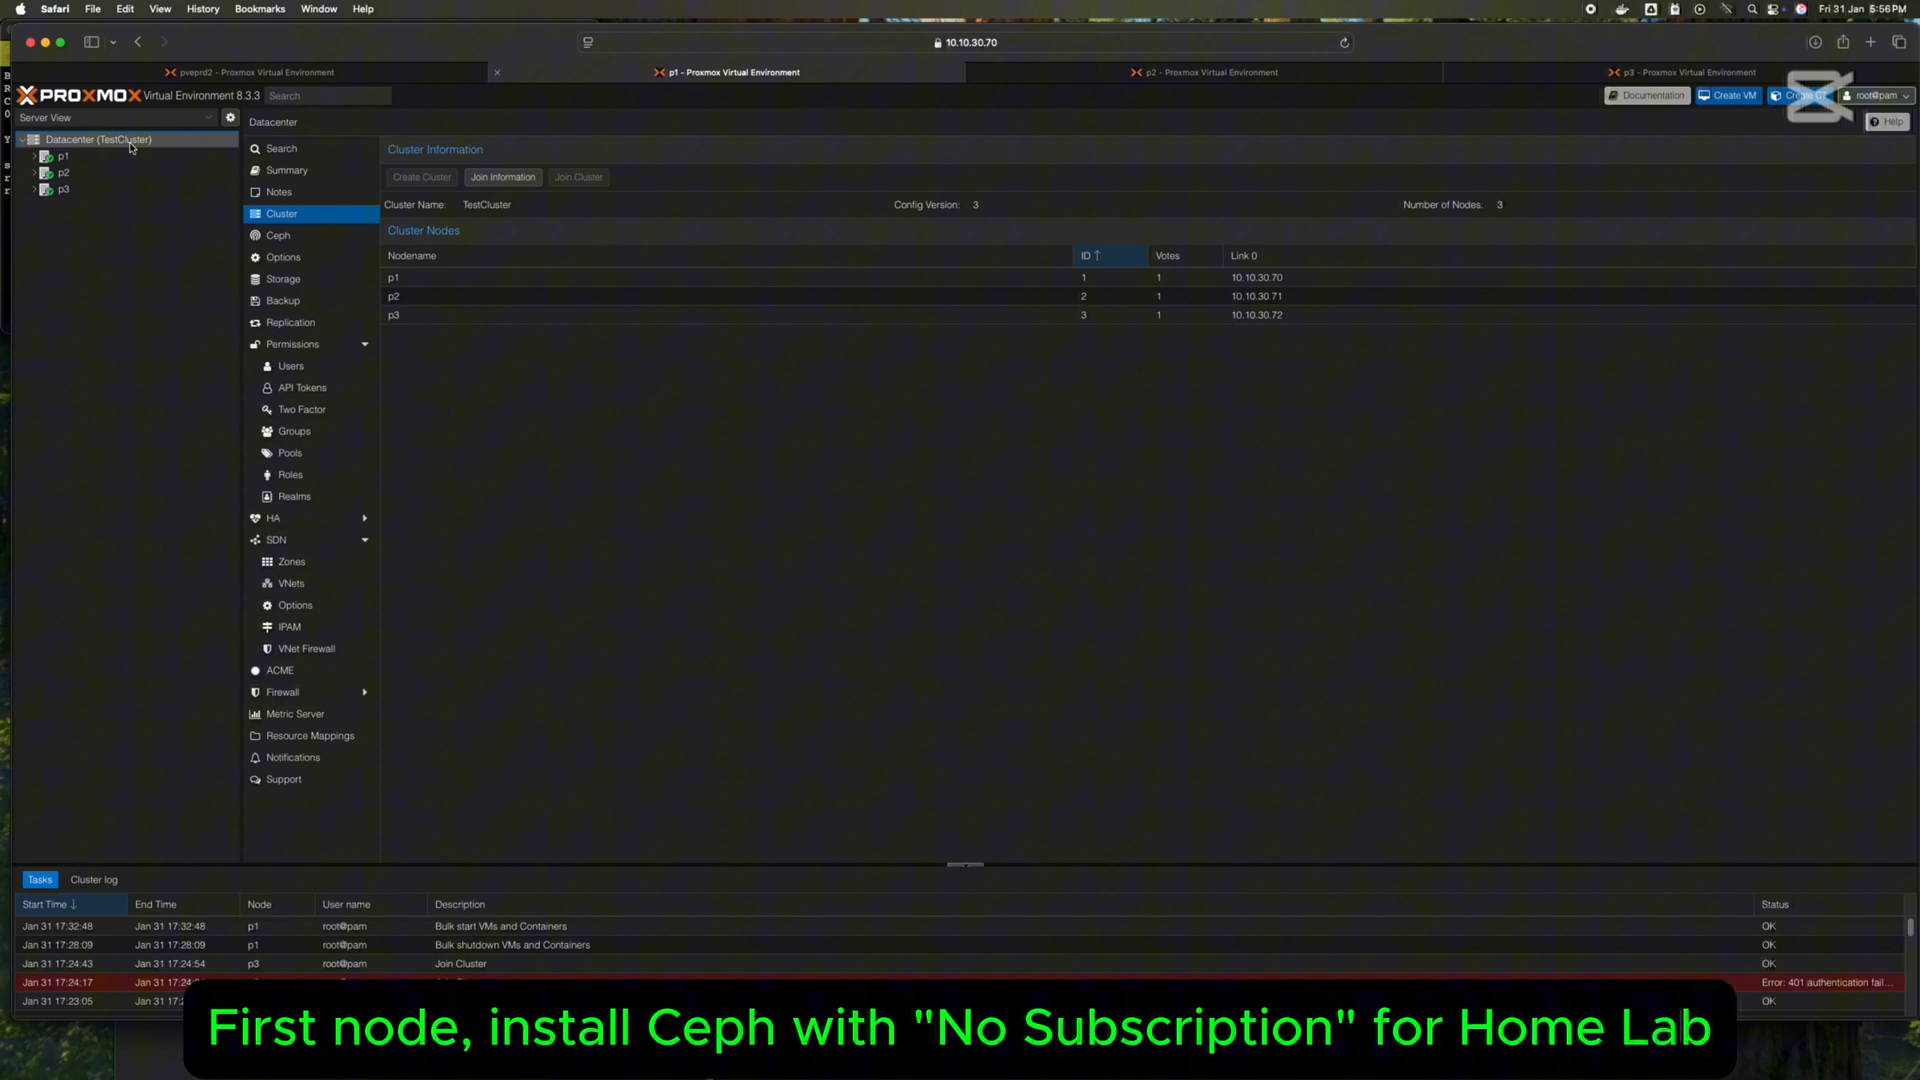 Safari File Edit View History Bookmarks Window Help Fri 31 Jan 5:56PM
10.10.30.70
pveprd2 - Proxmox Virtual Environment p1 - Proxmox Virtual Environment p2 - Proxmox Virtual Environment p3 - Proxmox Virtual Environment
PROXMOX Virtual Environment 8.3.3 Search Documentation Create VM Create CT root@pam
Server View Datacenter Help
Datacenter (TestCluster)
p1
p2
p3
Search
Summary
Notes
Cluster
Ceph
Options
Storage
Backup
Replication
Permissions
Users
API Tokens
Two Factor
Groups
Pools
Roles
Realms
HA
SDN
Zones
VNets
Options
IPAM
VNet Firewall
ACME
Firewall
Metric Server
Resource Mappings
Notifications
Support
Cluster Information
Create Cluster Join Information Join Cluster
Cluster Name: TestCluster Config Version: 3 Number of Nodes: 3
Cluster Nodes
Nodename ID Votes Link 0
p1 1 1 10.10.30.70
p2 2 1 10.10.30.71
p3 3 1 10.10.30.72
Tasks Cluster log
Start Time End Time Node User name Description Status
Jan 31 17:32:48 Jan 31 17:32:48 p1 root@pam Bulk start VMs and Containers OK
Jan 31 17:28:09 Jan 31 17:28:09 p1 root@pam Bulk shutdown VMs and Containers OK
Jan 31 17:24:43 Jan 31 17:24:54 p3 root@pam Join Cluster OK
Jan 31 17:24:17 Jan 31 Error: 401 authentication fail...
Jan 31 17:23:05 Jan 31 OK
First node, install Ceph with "No Subscription" for Home Lab